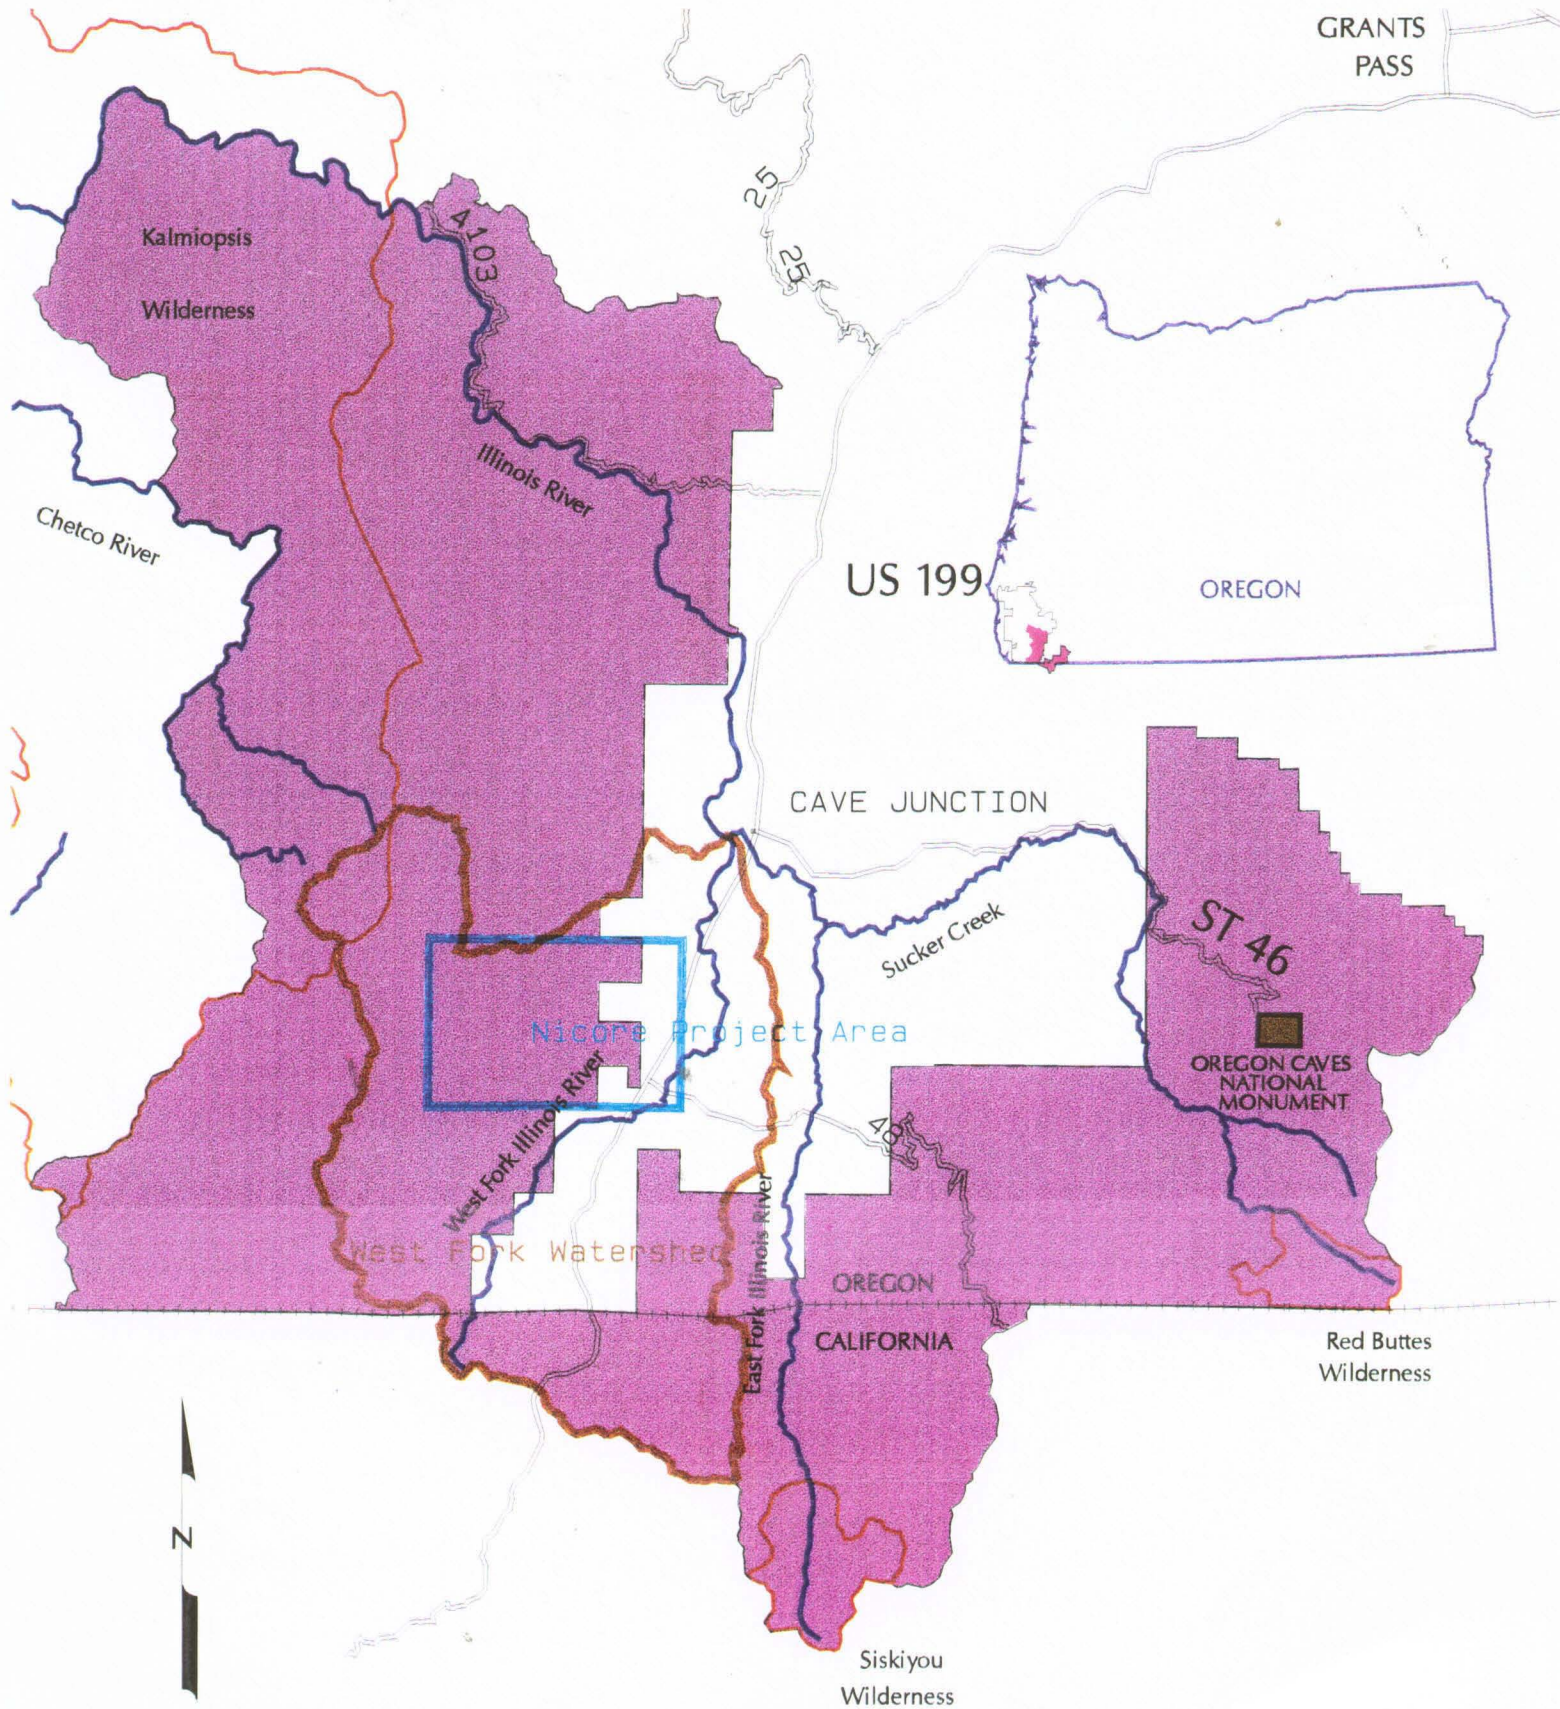 GRANTS
PASS
25
25
4103
Kalmiopsis
Wilderness
Illinois River
Chetco River
US 199
OREGON
CAVE JUNCTION
ST 46
Sucker Creek
Nicore Project Area
OREGON CAVES
NATIONAL
MONUMENT
West Fork Illinois River
West Fork Watershed
East Fork Illinois River
OREGON
CALIFORNIA
Red Buttes
Wilderness
N
Siskiyou
Wilderness